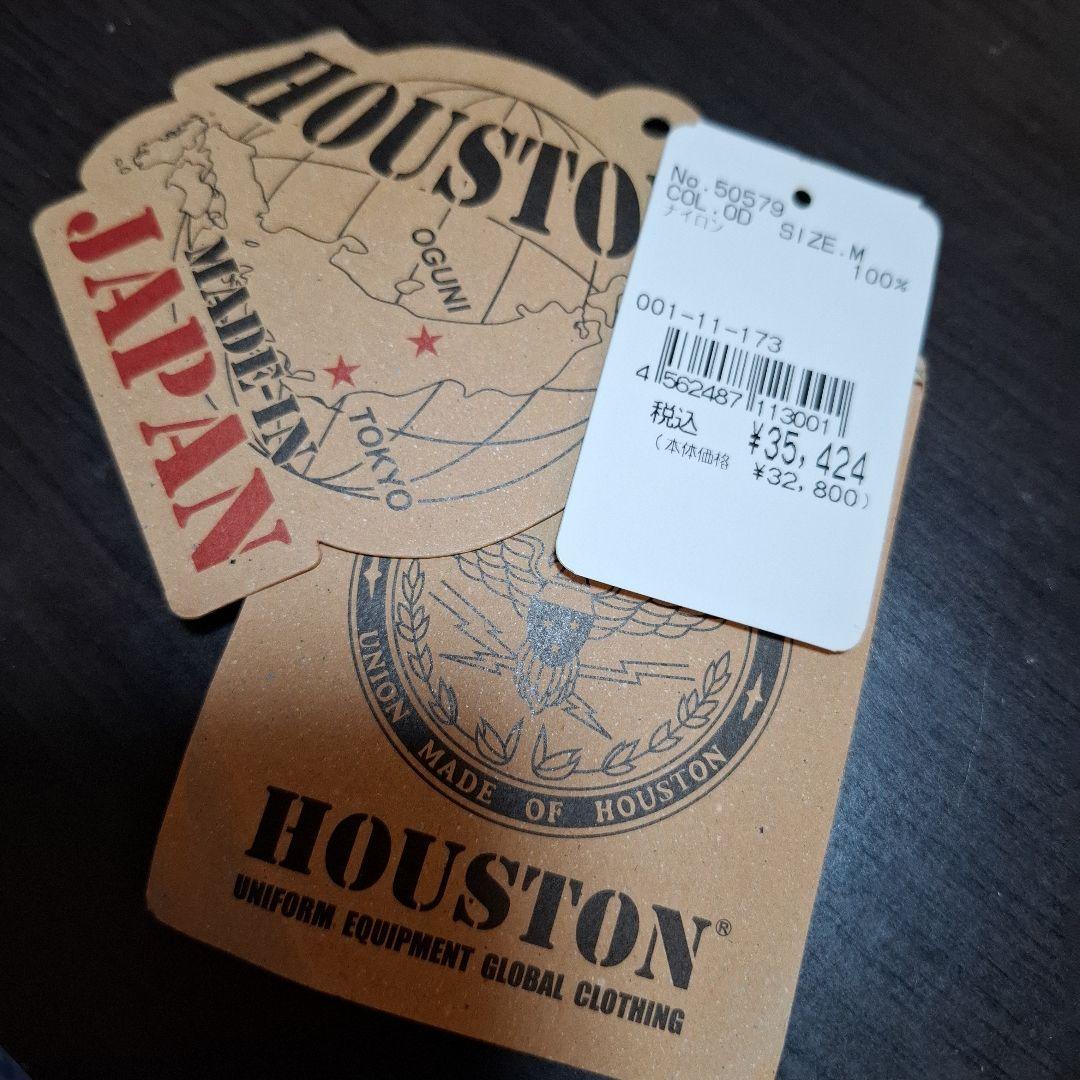 HOUSTO
OGUNI
MADE-IN
JAPAN
TOKYO
No.50579
COL.OD SIZE.M
ナイロン 100%
001-11-173
4 562487 113001
税込 ¥35,424
(本体価格 ¥32,800)
UNION MADE OF HOUSTON
HOUSTON®
UNIFORM EQUIPMENT GLOBAL CLOTHING